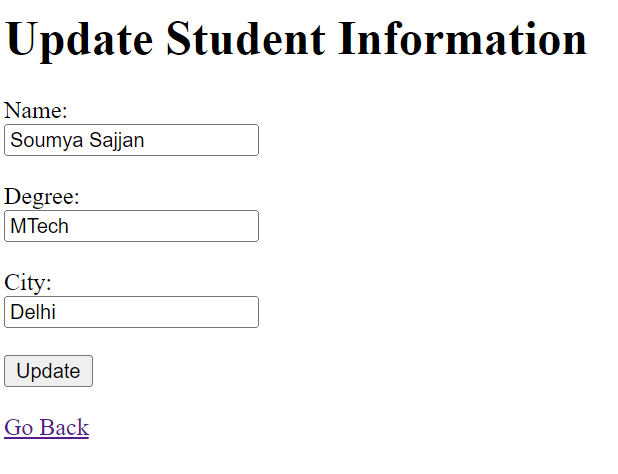 Update Student Information
Name:
Soumya Sajjan
Degree:
MTech
City:
Delhi
Update
Go Back